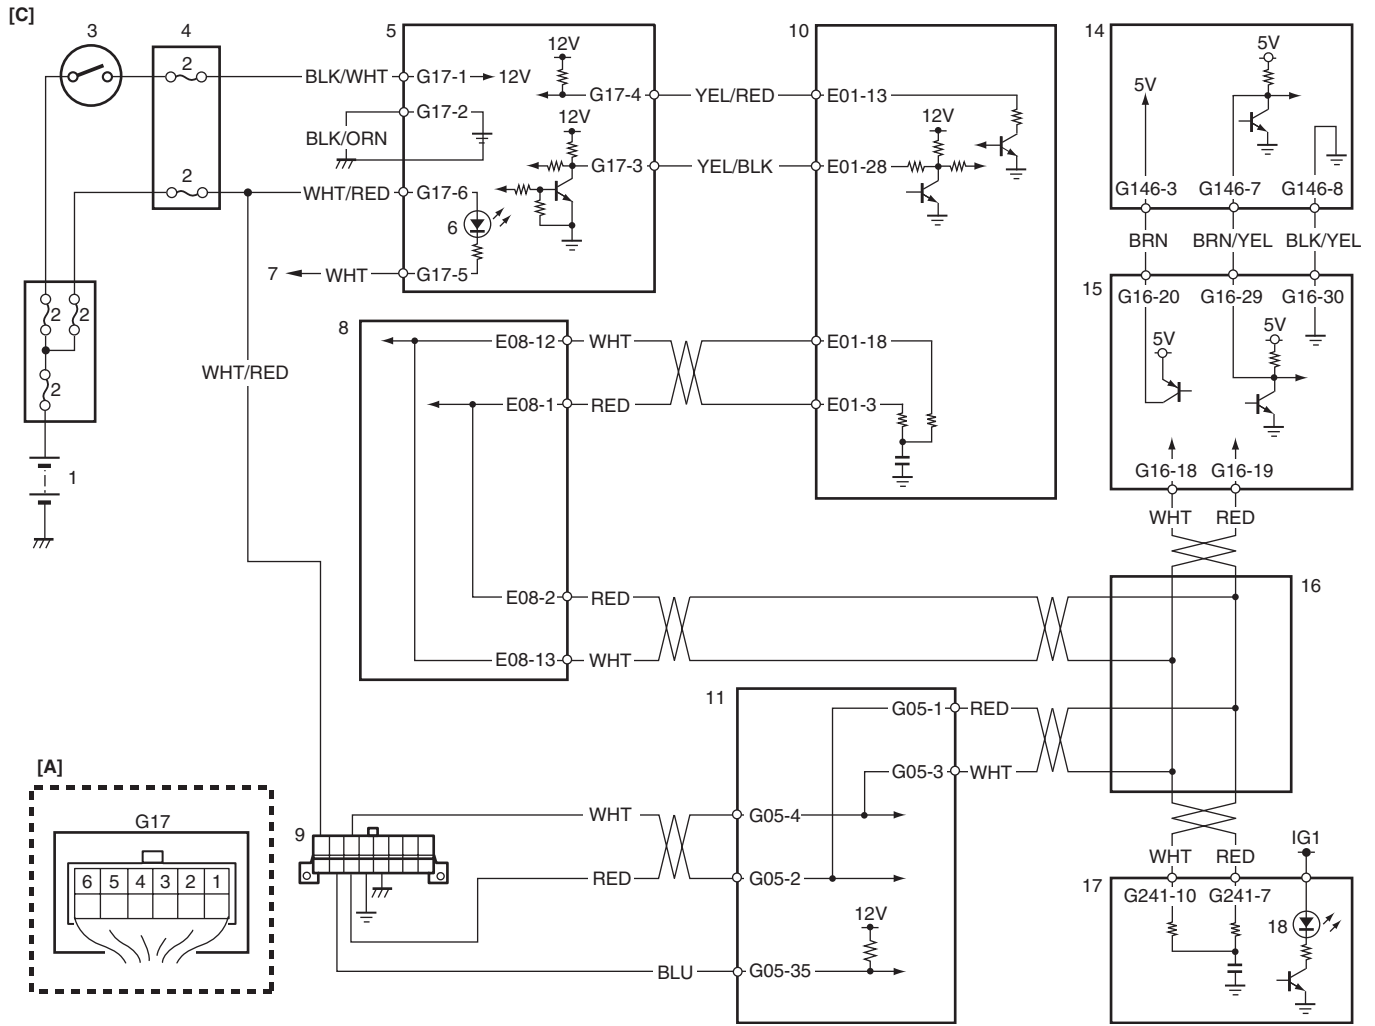 [C]
3
4
5
10
14
2
BLK/WHT
G17-1
12V
12V
G17-4
YEL/RED
E01-13
5V
5V
G17-2
BLK/ORN
12V
12V
G17-3
YEL/BLK
E01-28
2
WHT/RED
G17-6
6
G146-3
G146-7
G146-8
BRN
BRN/YEL
BLK/YEL
7
WHT
G17-5
15
G16-20
G16-29
G16-30
2
2
8
E08-12
WHT
E01-18
5V
5V
WHT/RED
2
E08-1
RED
E01-3
1
G16-18
G16-19
WHT
RED
16
E08-2
RED
E08-13
WHT
11
G05-1
RED
[A]
G05-3
WHT
G17
9
WHT
G05-4
IG1
WHT
RED
6
5
4
3
2
1
RED
G05-2
17
G241-10
G241-7
12V
18
BLU
G05-35